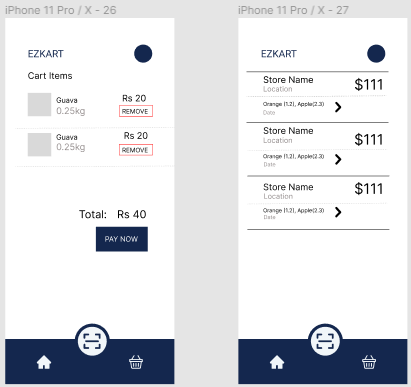 iPhone 11 Pro / X - 26
EZKART
Cart Items
Guava
0.25kg
Rs 20
REMOVE
Guava
0.25kg
Rs 20
REMOVE
Total: Rs 40
PAY NOW
iPhone 11 Pro / X - 27
EZKART
Store Name
Location
$111
Orange (1.2), Apple(2.3)
Date
Store Name
Location
$111
Orange (1.2), Apple(2.3)
Date
Store Name
Location
$111
Orange (1.2), Apple(2.3)
Date